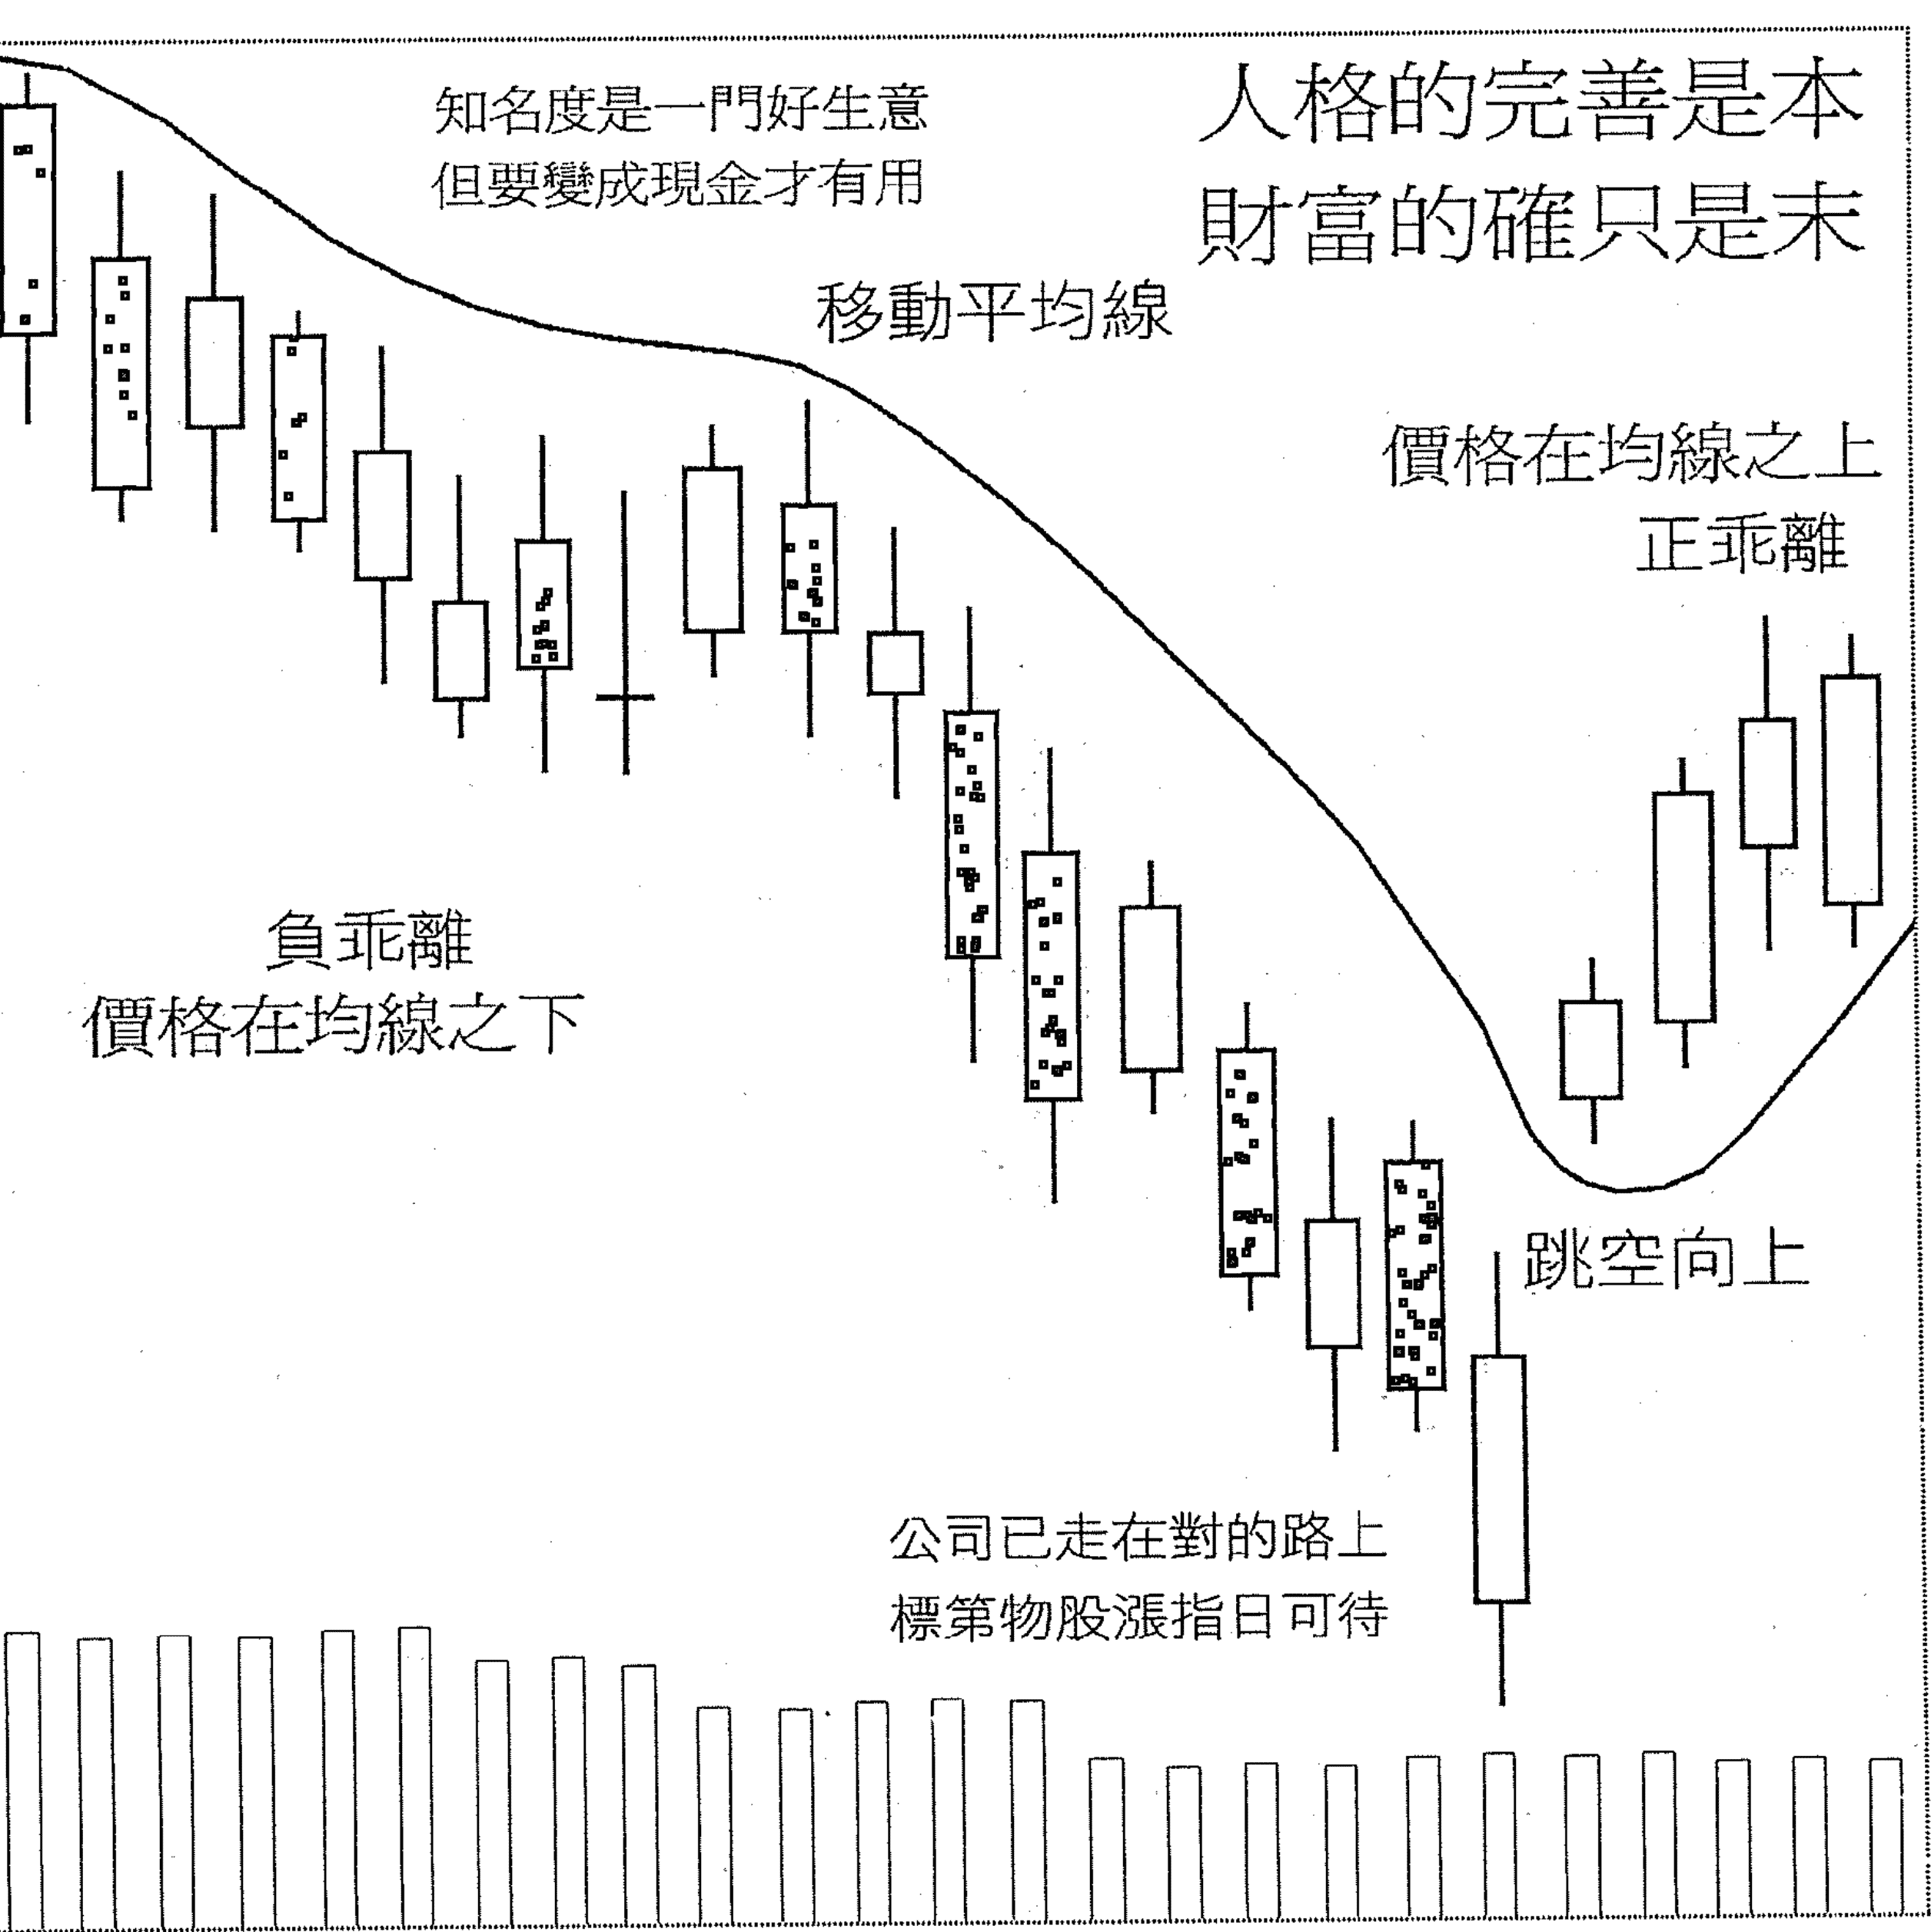 人格的完善是本
財富的確只是末
知名度是一門好生意
但要變成現金才有用
移動平均線
價格在均線之上
正乖離
負乖離
價格在均線之下
跳空向上
公司已走在對的路上
標第物股漲指日可待